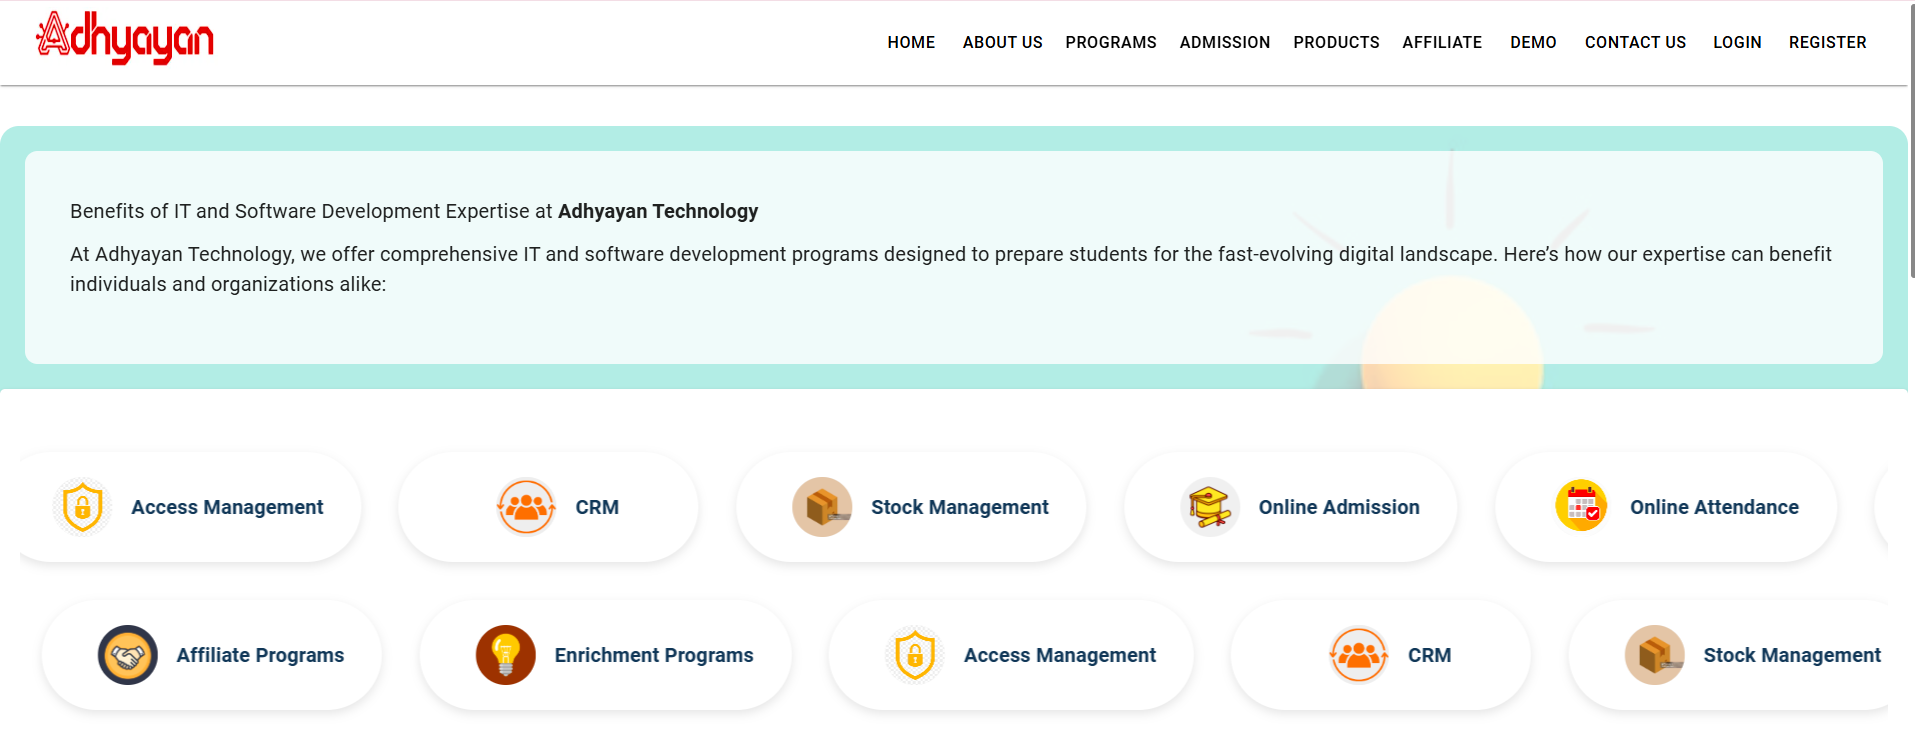 Adhyayan
HOME ABOUT US PROGRAMS ADMISSION PRODUCTS AFFILIATE DEMO CONTACT US LOGIN REGISTER
Benefits of IT and Software Development Expertise at Adhyayan Technology
At Adhyayan Technology, we offer comprehensive IT and software development programs designed to prepare students for the fast-evolving digital landscape. Here’s how our expertise can benefit
individuals and organizations alike:
Access Management CRM Stock Management Online Admission Online Attendance
Affiliate Programs Enrichment Programs Access Management CRM Stock Management